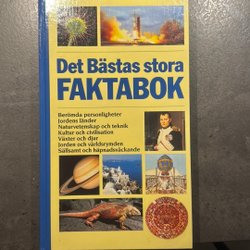 Det Bästas stora
FAKTABOK
Berömda personligheter
Jordens länder
Naturvetenskap och teknik
Kultur och civilisation
Växter och djur
Jorden och världsrymden
Sällsamt och häpnadsväckande